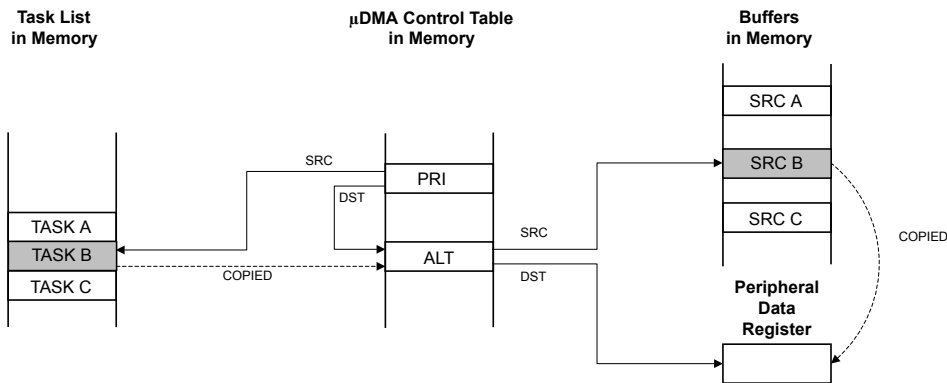 Task List
in Memory
μDMA Control Table
in Memory
Buffers
in Memory
SRC A
SRC
PRI
SRC B
DST
TASK A
SRC C
SRC
COPIED
TASK B
ALT
COPIED
DST
TASK C
Peripheral
Data
Register